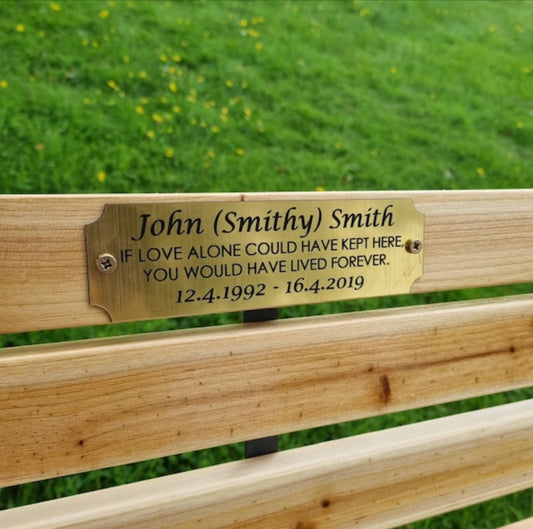 John (Smithy) Smith
IF LOVE ALONE COULD HAVE KEPT HERE,
YOU WOULD HAVE LIVED FOREVER.
12.4.1992 - 16.4.2019